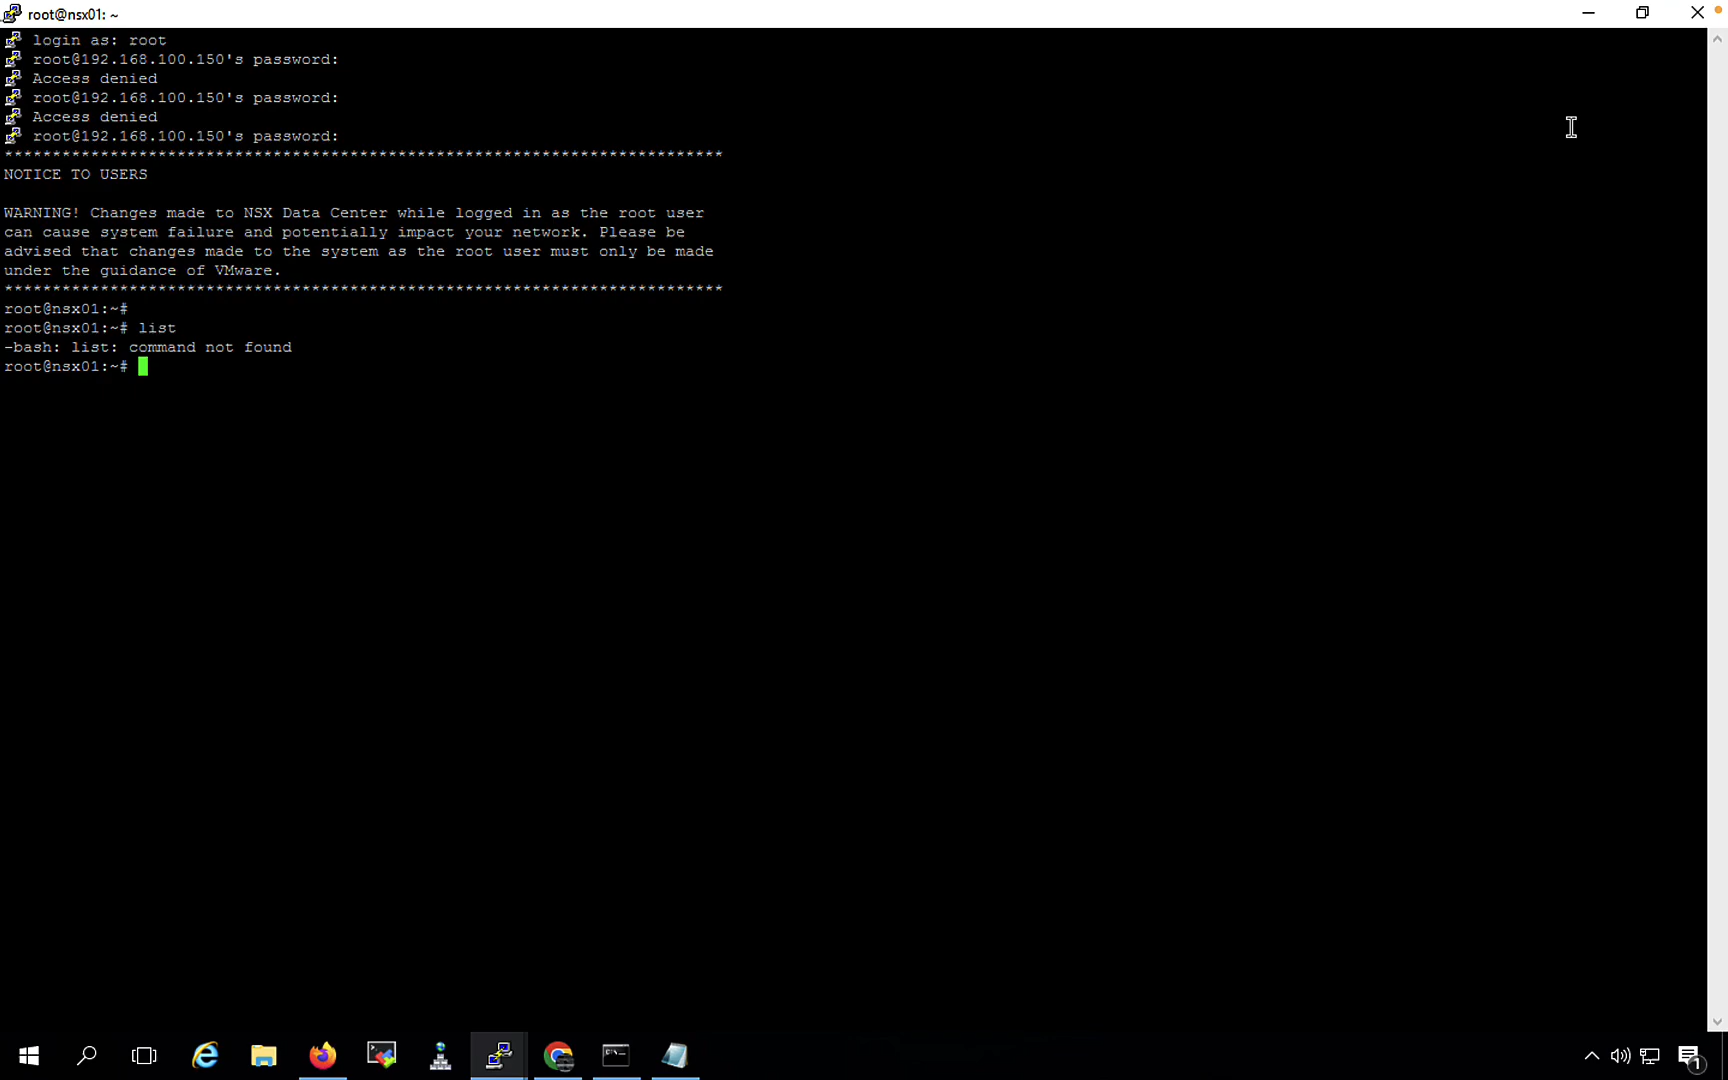 root@nsx01: ~
login as: root
root@192.168.100.150's password:
Access denied
root@192.168.100.150's password:
Access denied
root@192.168.100.150's password:
***************************************************************************
NOTICE TO USERS
WARNING! Changes made to NSX Data Center while logged in as the root user
can cause system failure and potentially impact your network. Please be
advised that changes made to the system as the root user must only be made
under the guidance of VMware.
***************************************************************************
root@nsx01:~#
root@nsx01:~# list
-bash: list: command not found
root@nsx01:~#
1